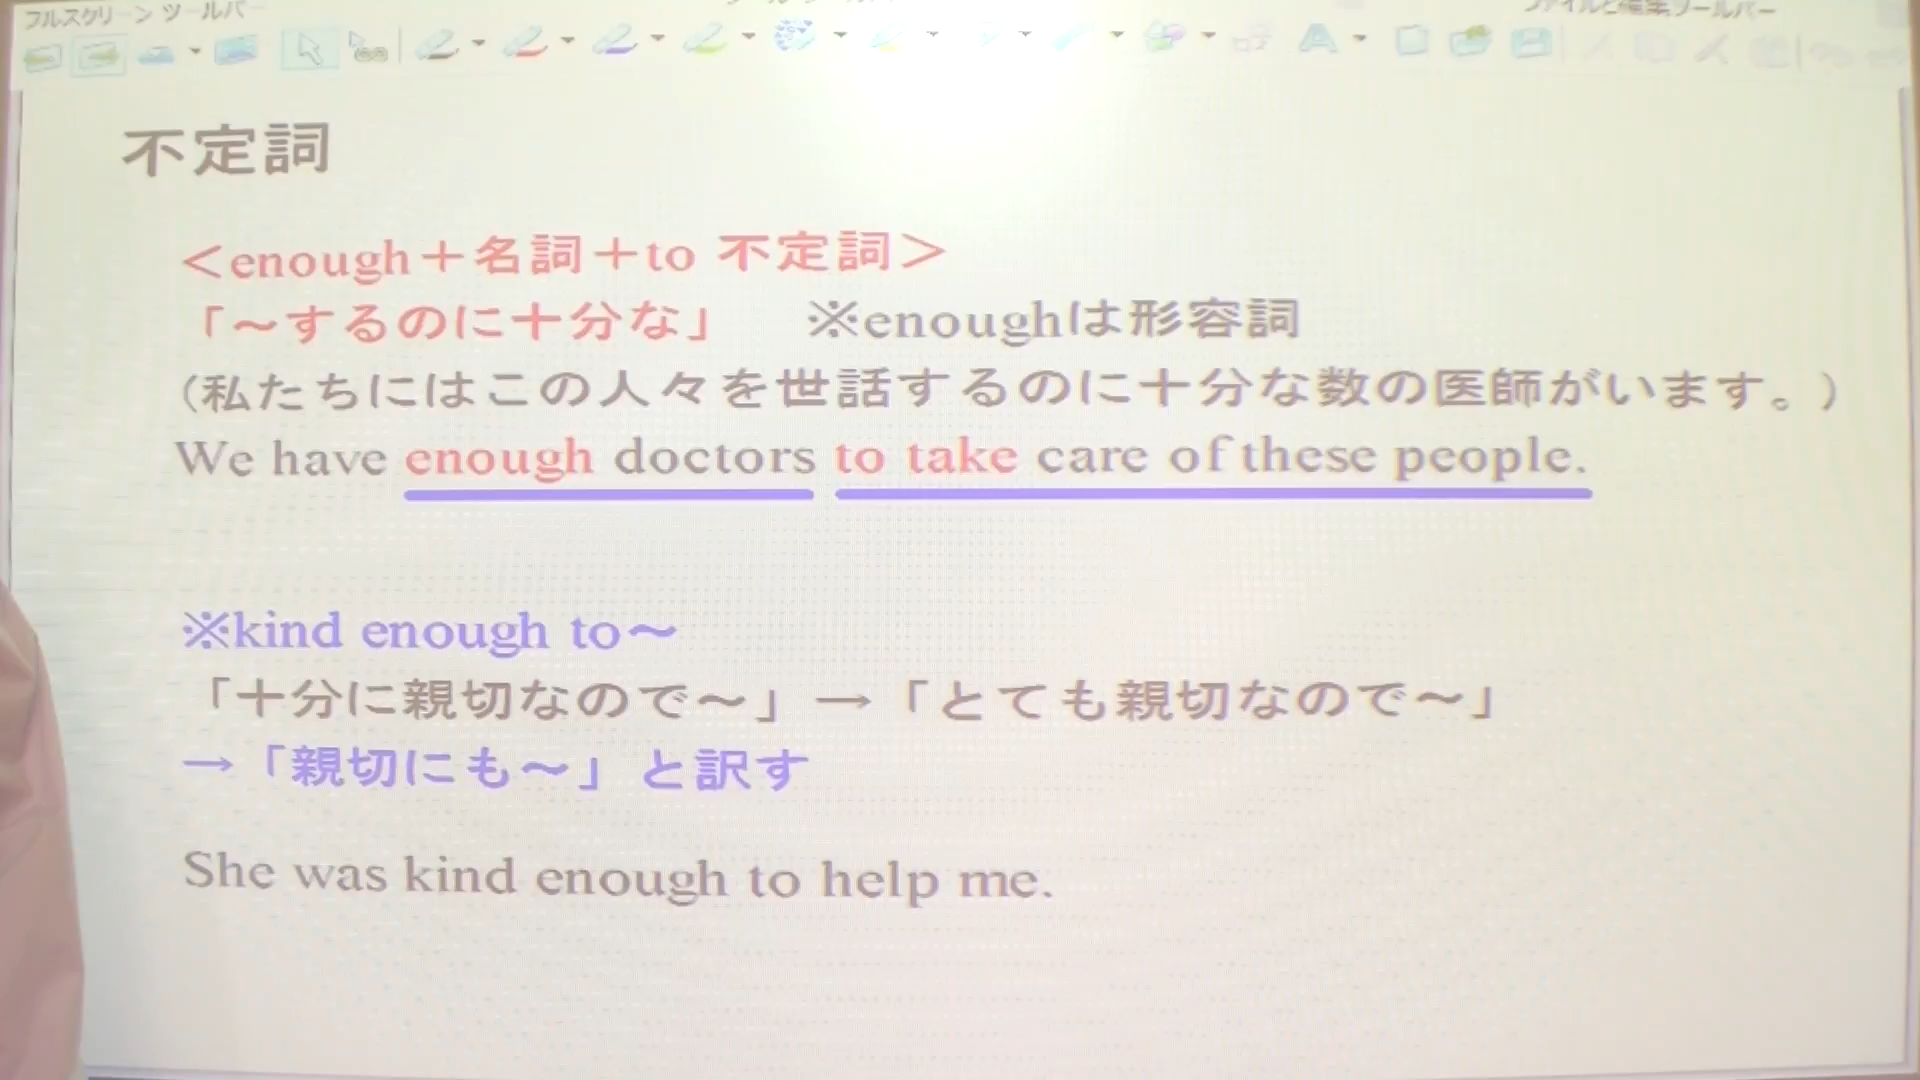 フルスクリーン ツールバー
ファイルと編集ツールバー
不定詞
＜enough＋名詞＋to 不定詞＞
「～するのに十分な」 ※enoughは形容詞
(私たちにはこの人々を世話するのに十分な数の医師がいます。)
We have enough doctors to take care of these people.
※kind enough to～
「十分に親切なので～」→「とても親切なので～」
→「親切にも～」と訳す
She was kind enough to help me.